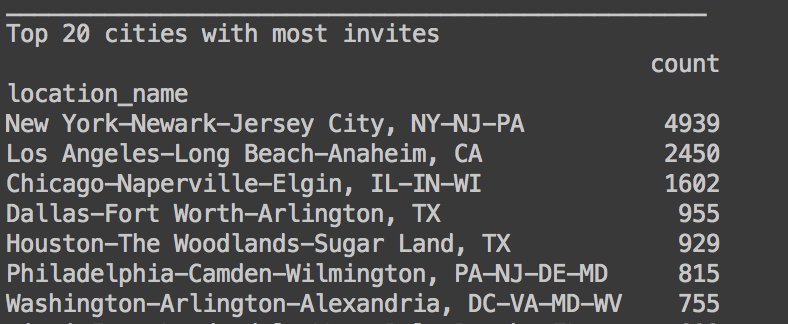 Top 20 cities with most invites
count
location_name
New York-Newark-Jersey City, NY-NJ-PA 4939
Los Angeles-Long Beach-Anaheim, CA 2450
Chicago-Naperville-Elgin, IL-IN-WI 1602
Dallas-Fort Worth-Arlington, TX 955
Houston-The Woodlands-Sugar Land, TX 929
Philadelphia-Camden-Wilmington, PA-NJ-DE-MD 815
Washington-Arlington-Alexandria, DC-VA-MD-WV 755